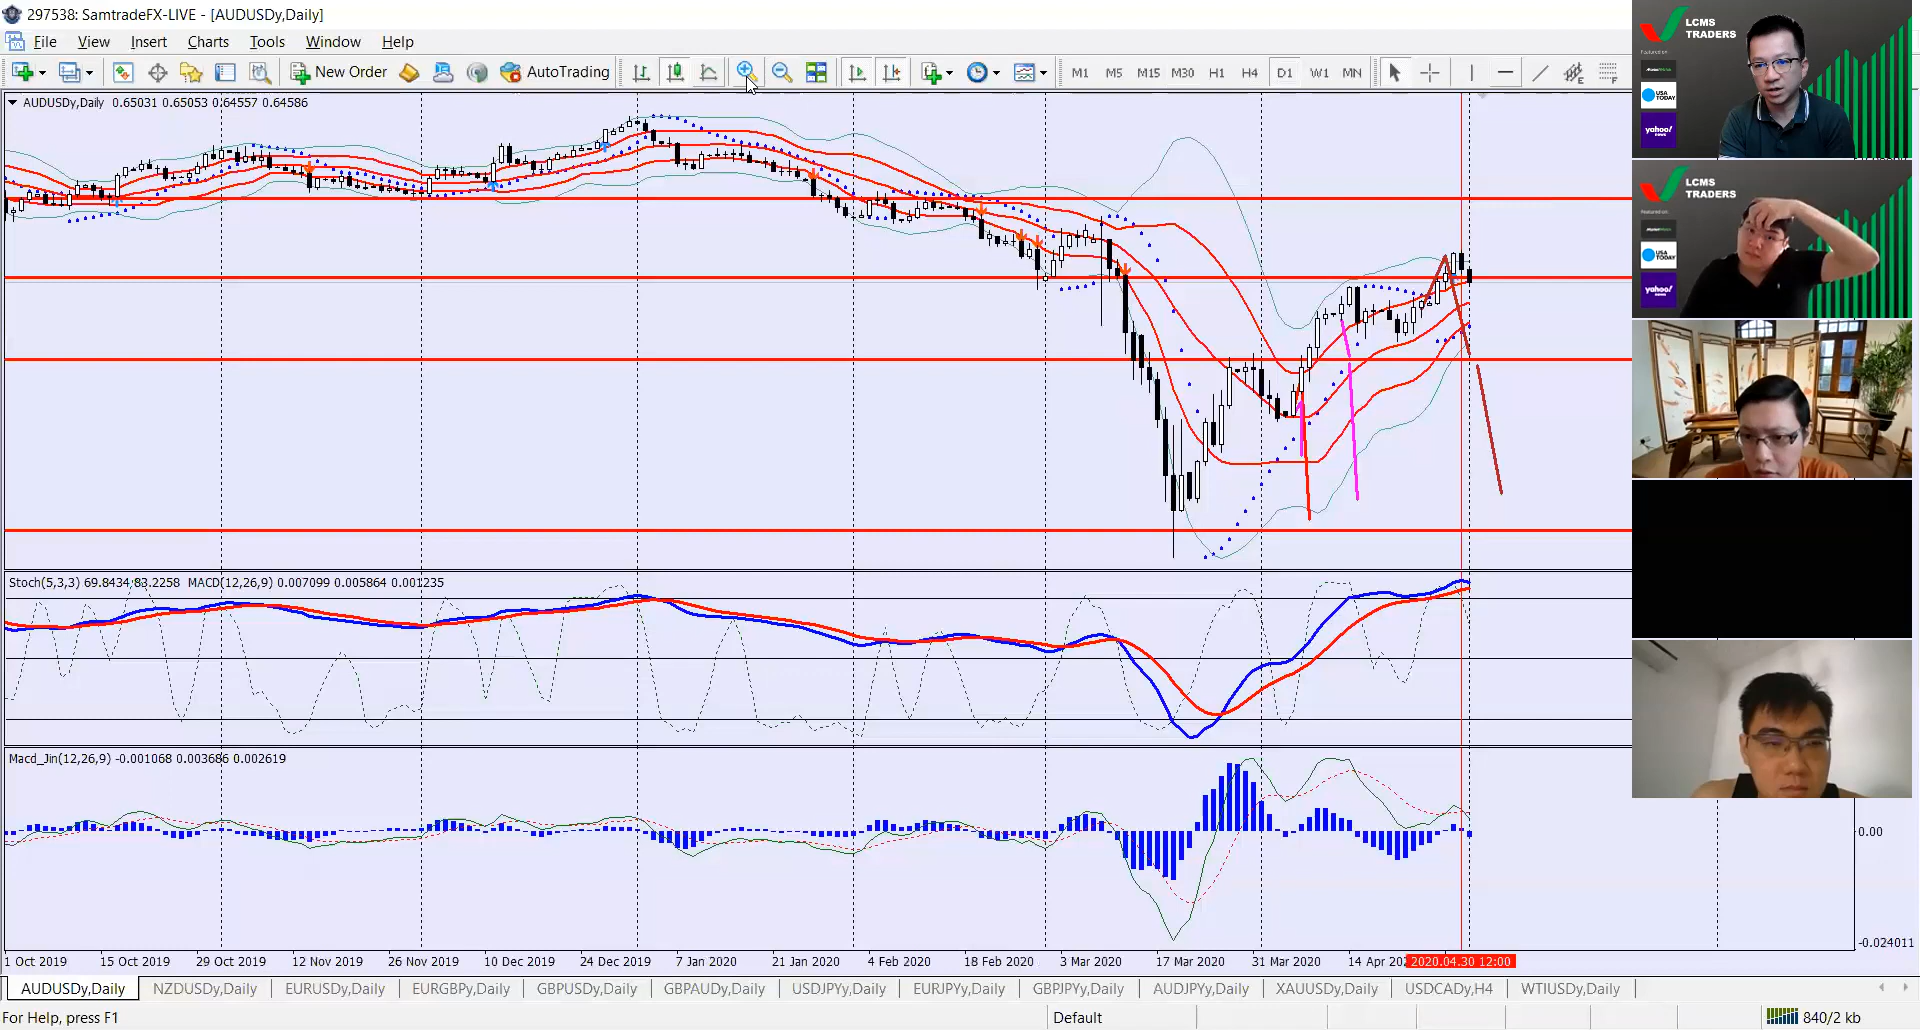 297538: SamtradeFX-LIVE - [AUDUSDy,Daily]
File View Insert Charts Tools Window Help
New Order AutoTrading M1 M5 M15 M30 H1 H4 D1 W1 MN
AUDUSDy,Daily 0.65031 0.65053 0.64557 0.64586
Stoch(5,3,3) 69.8434 83.2258 MACD(12,26,9) 0.007099 0.005864 0.001235
Macd_Jin(12,26,9) -0.001068 0.003686 0.002619
0.00
-0.024011
1 Oct 2019 15 Oct 2019 29 Oct 2019 12 Nov 2019 26 Nov 2019 10 Dec 2019 24 Dec 2019 7 Jan 2020 21 Jan 2020 4 Feb 2020 18 Feb 2020 3 Mar 2020 17 Mar 2020 31 Mar 2020 14 Apr 2020.04.30 12:00
AUDUSDy,Daily NZDUSDy,Daily EURUSDy,Daily EURGBPy,Daily GBPUSDy,Daily GBPAUDy,Daily USDJPYy,Daily EURJPYy,Daily GBPJPYy,Daily AUDJPYy,Daily XAUUSDy,Daily USDCADy,H4 WTIUSDy,Daily
For Help, press F1 Default 840/2 kb
LCMS
TRADERS
USA
TODAY
yahoo!
news
LCMS
TRADERS
USA
TODAY
yahoo!
news